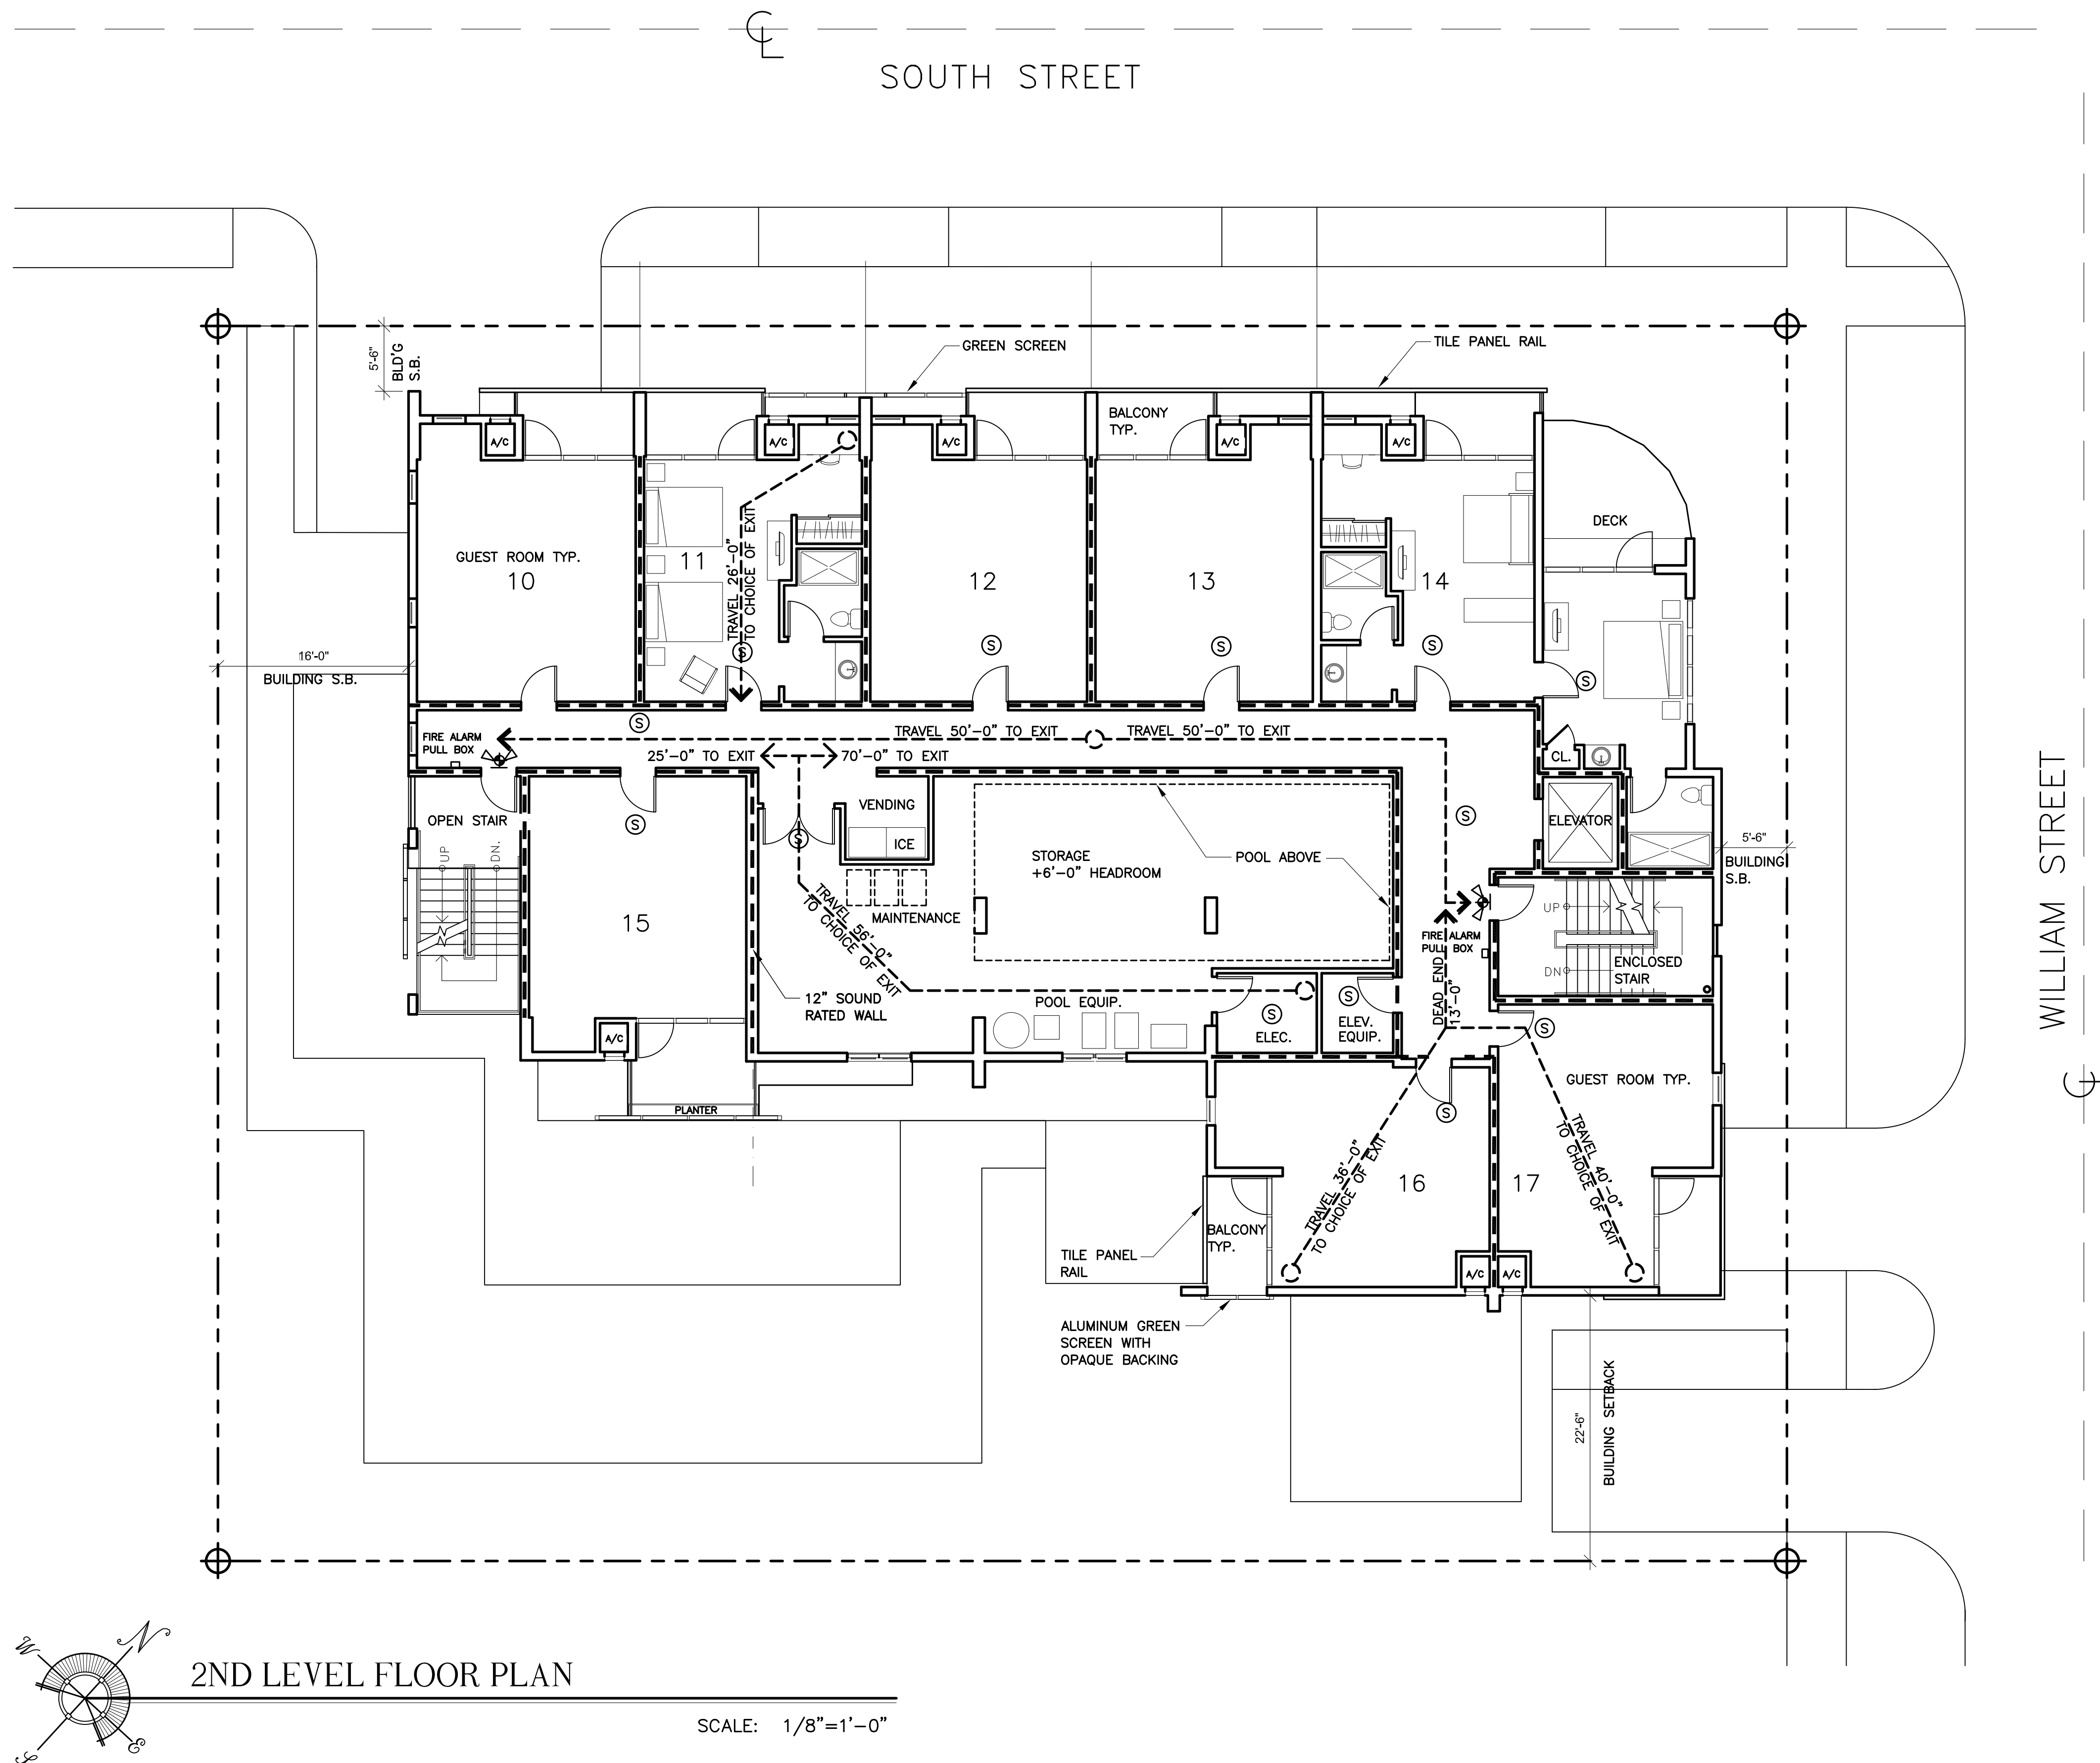 SOUTH STREET
GREEN SCREEN
TILE PANEL RAIL
5'-6"
BLD'G
S.B.
A/C
A/C
A/C
BALCONY
TYP.
A/C
A/C
DECK
GUEST ROOM TYP.
10
11
12
13
14
TRAVEL 26'-0"
TO CHOICE OF EXIT
S
S
S
S
S
16'-0"
BUILDING S.B.
S
FIRE ALARM
PULL BOX
TRAVEL 50'-0" TO EXIT
TRAVEL 50'-0" TO EXIT
25'-0" TO EXIT
70'-0" TO EXIT
CL.
OPEN STAIR
UP
DN.
S
S
VENDING
ICE
S
ELEVATOR
5'-6"
BUILDING
S.B.
WILLIAM STREET
STORAGE
+6'-0" HEADROOM
POOL ABOVE
15
MAINTENANCE
TRAVEL 56'-0"
TO CHOICE OF EXIT
FIRE ALARM
PULL BOX
UP
DN
ENCLOSED
STAIR
12" SOUND
RATED WALL
POOL EQUIP.
S
ELEC.
S
ELEV.
EQUIP.
DEAD END
13'-0"
S
A/C
GUEST ROOM TYP.
PLANTER
S
TRAVEL 36'-0"
TO CHOICE OF EXIT
16
17
TRAVEL 40'-0"
TO CHOICE OF EXIT
BALCONY
TYP.
TILE PANEL
RAIL
A/C
A/C
ALUMINUM GREEN
SCREEN WITH
OPAQUE BACKING
22'-6"
BUILDING SETBACK
W
N
S
E
2ND LEVEL FLOOR PLAN
SCALE: 1/8"=1'-0"